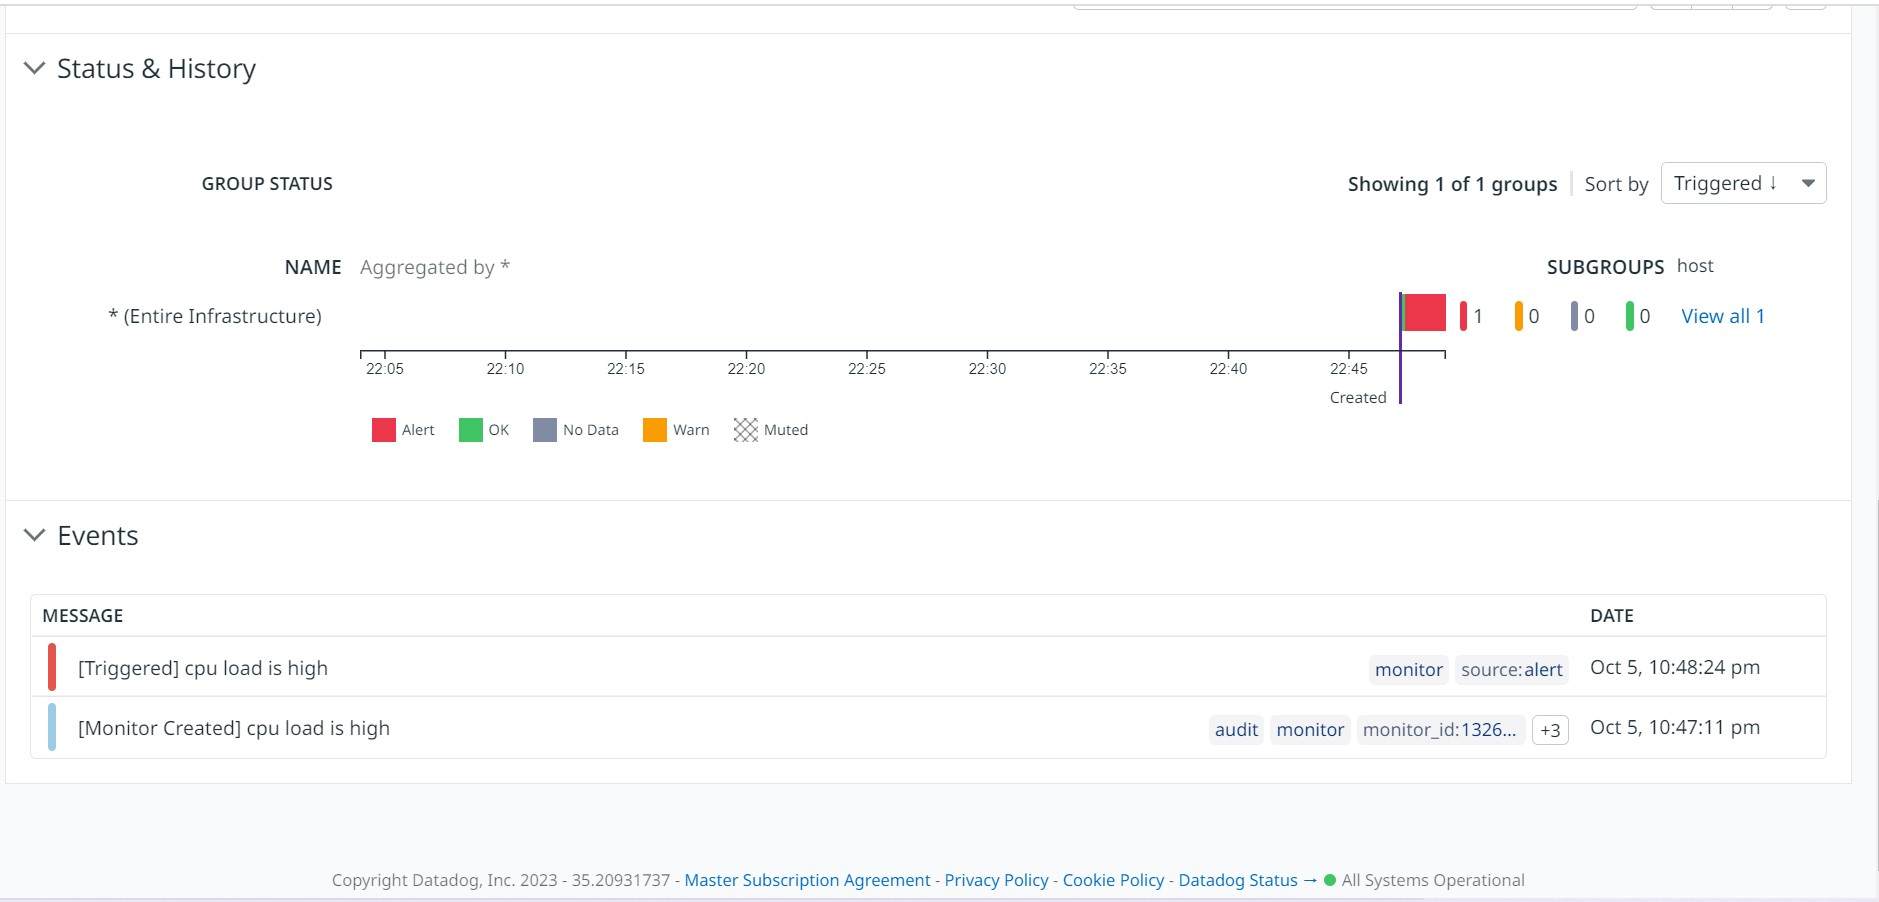 Status & History
GROUP STATUS
Showing 1 of 1 groups Sort by Triggered ↓
NAME Aggregated by * SUBGROUPS host
* (Entire Infrastructure) 1 0 0 0 View all 1
22:05 22:10 22:15 22:20 22:25 22:30 22:35 22:40 22:45
Created
Alert OK No Data Warn Muted
Events
MESSAGE DATE
[Triggered] cpu load is high monitor source:alert Oct 5, 10:48:24 pm
[Monitor Created] cpu load is high audit monitor monitor_id:1326... +3 Oct 5, 10:47:11 pm
Copyright Datadog, Inc. 2023 - 35.20931737 - Master Subscription Agreement - Privacy Policy - Cookie Policy - Datadog Status → All Systems Operational